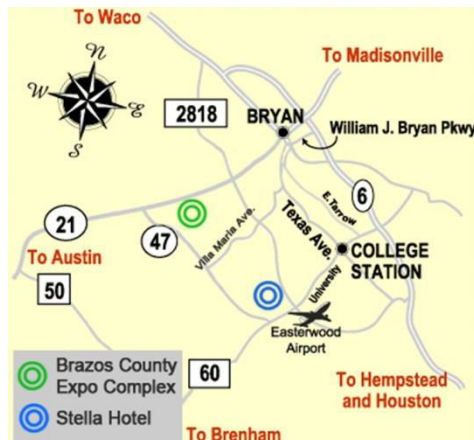 To Waco
To Madisonville
N
W
E
S
2818
BRYAN
William J. Bryan Pkwy
6
E. Tarrow
21
47
Villa Maria Ave.
Texas Ave.
To Austin
COLLEGE
STATION
50
University
Easterwood
Airport
Brazos County
Expo Complex
60
To Hempstead
and Houston
Stella Hotel
To Brenham